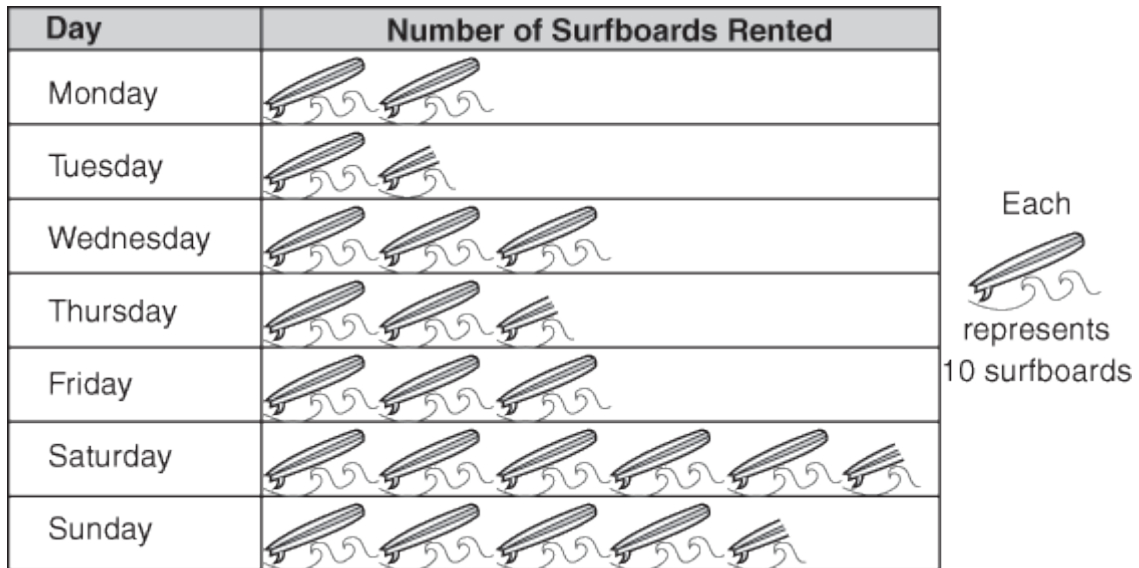 Day Number of Surfboards Rented
Monday
Tuesday
Wednesday
Thursday
Friday
Saturday
Sunday
Each
represents
10 surfboards